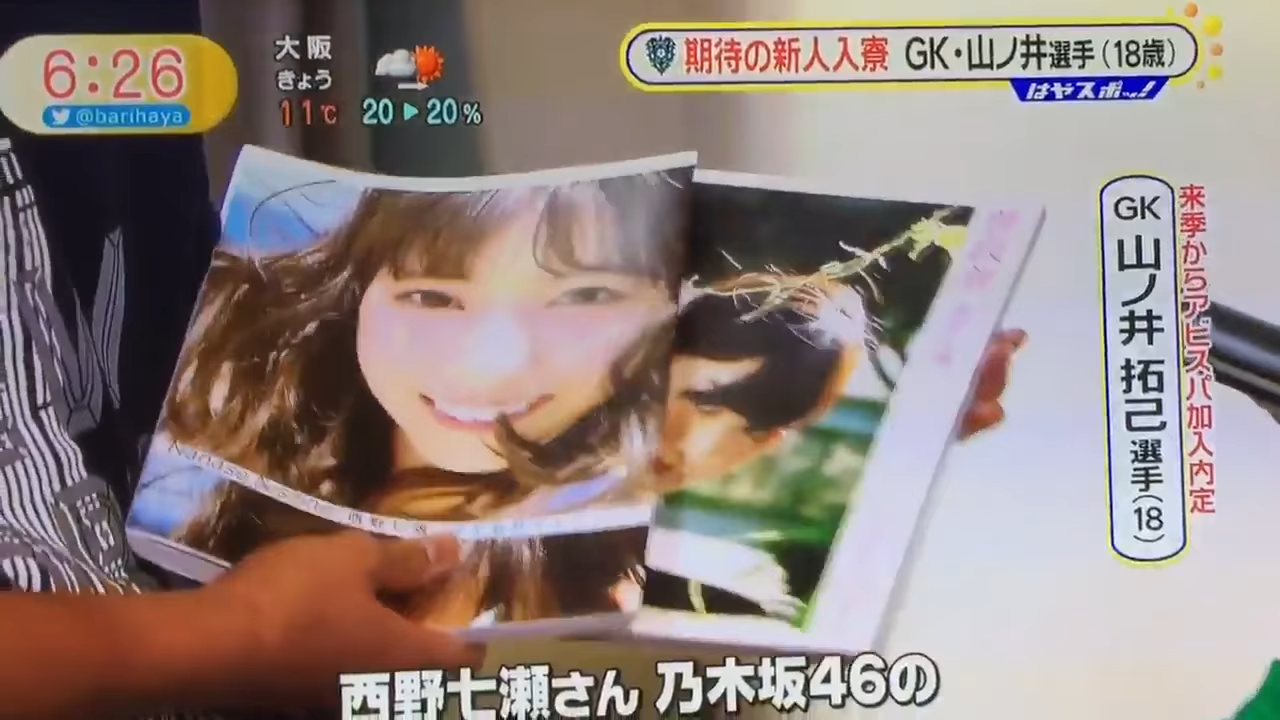 6:26
@barihaya
大阪
きょう
11℃ 20▶20%
期待の新人入寮 GK・山ノ井選手(18歳)
はやスポッ!
来季からアビスパ加入内定
GK 山ノ井 拓己 選手(18)
西野七瀬さん 乃木坂46の